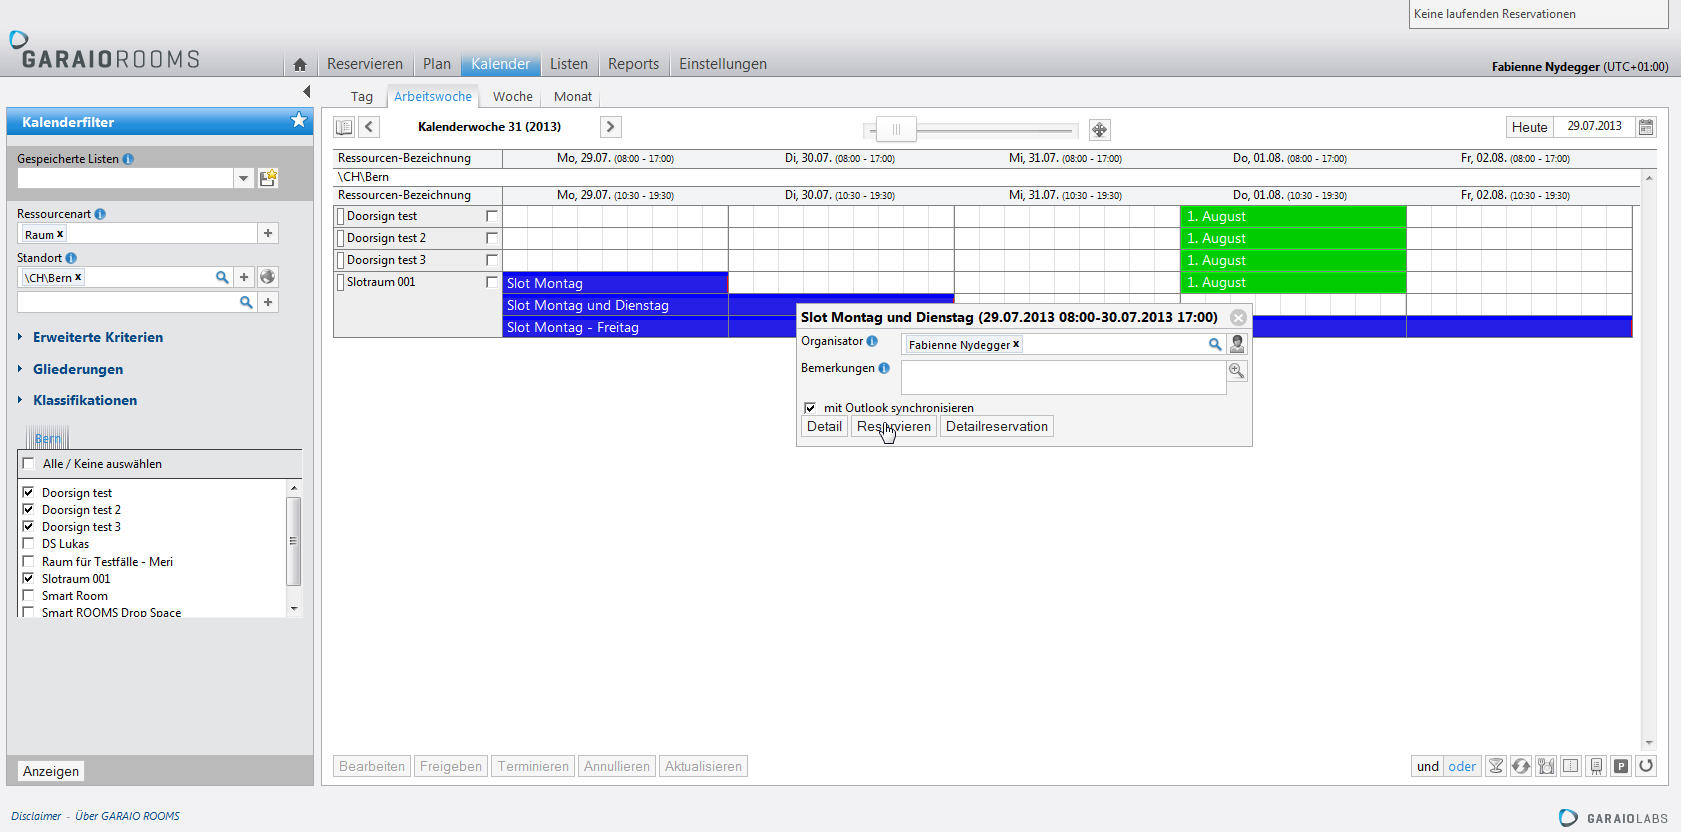 Keine laufenden Reservationen
GARAIOROOMS
Reservieren Plan Kalender Listen Reports Einstellungen
Fabienne Nydegger (UTC+01:00)
Tag Arbeitswoche Woche Monat
Kalenderfilter
Kalenderwoche 31 (2013)
Heute 29.07.2013
Gespeicherte Listen
Ressourcenart
Raum x
Standort
\CH\Bern x
Erweiterte Kriterien
Gliederungen
Klassifikationen
Bern
Alle / Keine auswählen
Doorsign test
Doorsign test 2
Doorsign test 3
DS Lukas
Raum für Testfälle - Meri
Slotraum 001
Smart Room
Smart ROOMS Drop Space
Anzeigen
Ressourcen-Bezeichnung Mo, 29.07. (08:00 - 17:00) Di, 30.07. (08:00 - 17:00) Mi, 31.07. (08:00 - 17:00) Do, 01.08. (08:00 - 17:00) Fr, 02.08. (08:00 - 17:00)
\CH\Bern
Ressourcen-Bezeichnung Mo, 29.07. (10:30 - 19:30) Di, 30.07. (10:30 - 19:30) Mi, 31.07. (10:30 - 19:30) Do, 01.08. (10:30 - 19:30) Fr, 02.08. (10:30 - 19:30)
Doorsign test 1. August
Doorsign test 2 1. August
Doorsign test 3 1. August
Slotraum 001 Slot Montag 1. August
Slot Montag und Dienstag
Slot Montag - Freitag
Slot Montag und Dienstag (29.07.2013 08:00-30.07.2013 17:00)
Organisator Fabienne Nydegger x
Bemerkungen
mit Outlook synchronisieren
Detail Reservieren Detailreservation
Bearbeiten Freigeben Terminieren Annullieren Aktualisieren
und oder P
Disclaimer - Über GARAIO ROOMS
GARAIOLABS